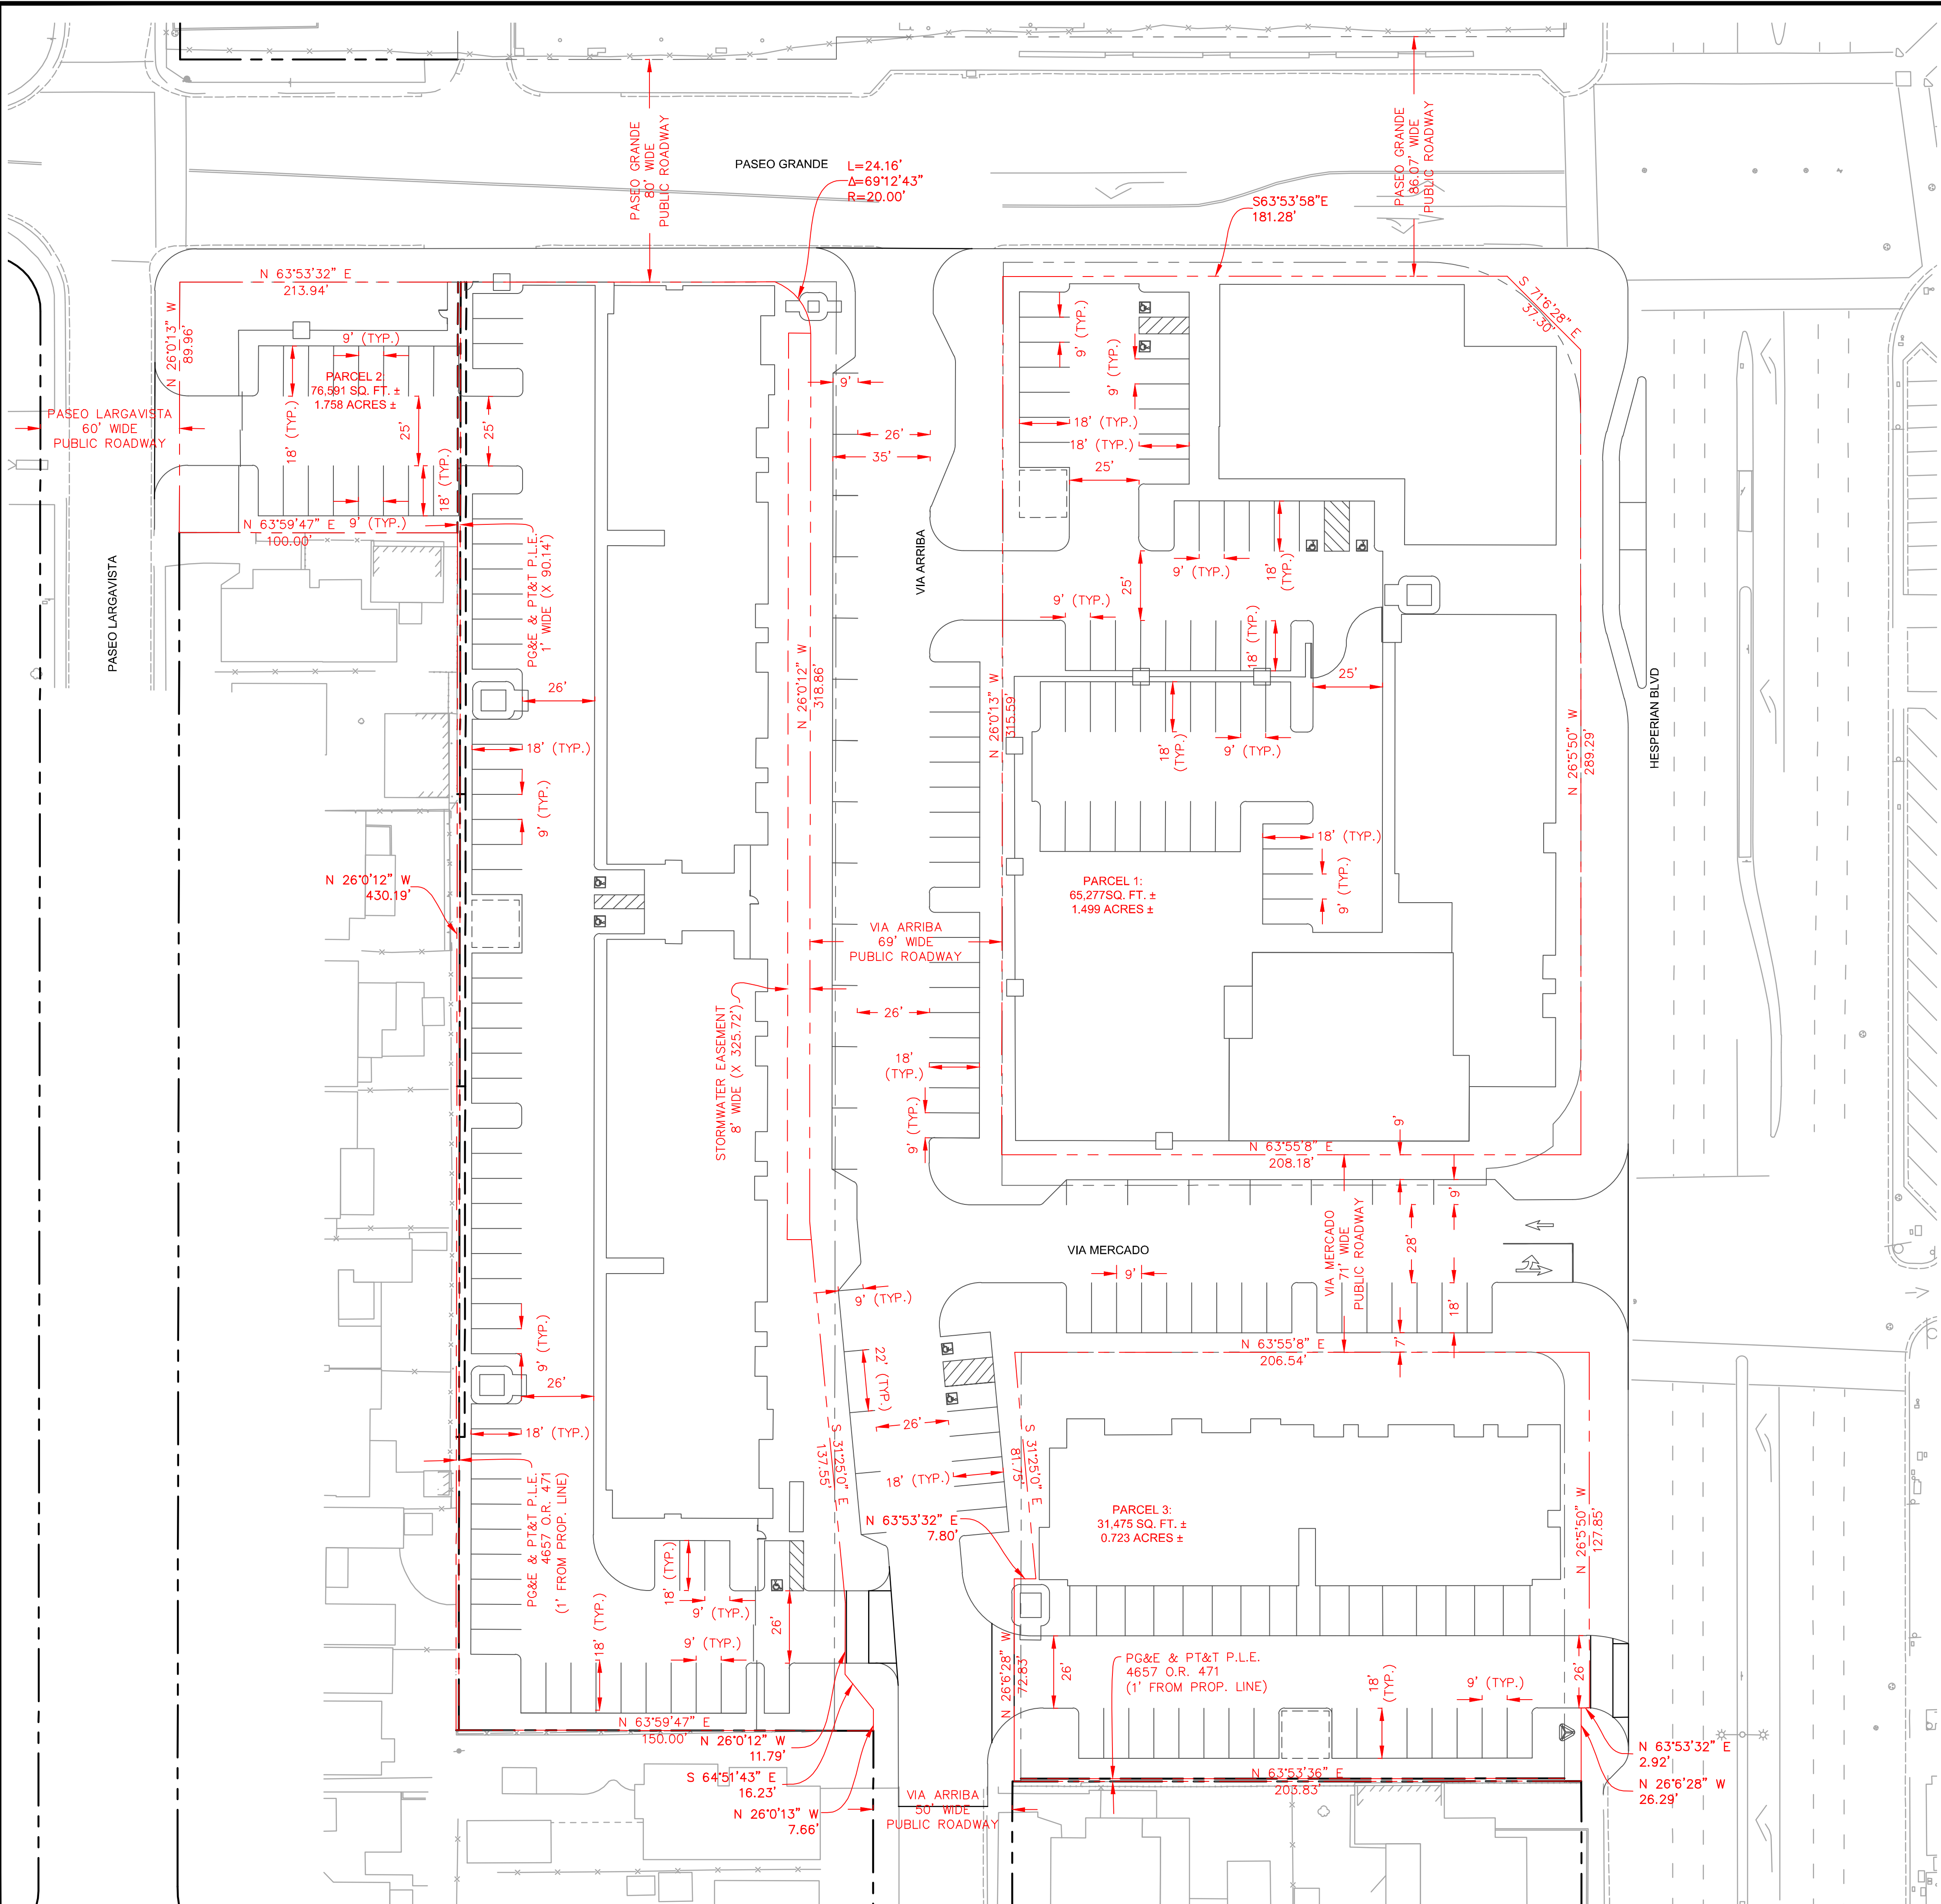 PASEO GRANDE
80' WIDE
PUBLIC ROADWAY
PASEO GRANDE
L=24.16'
Δ=69°12'43"
R=20.00'
PASEO GRANDE
86.07' WIDE
PUBLIC ROADWAY
S63°53'58"E
181.28'
N 63°53'32" E
213.94'
N 26°0'13" W
89.96'
S 71°6'28" E
37.30'
9' (TYP.)
PARCEL 2
76,591 SQ. FT. ±
1.758 ACRES ±
18' (TYP.)
25'
25'
18' (TYP.)
PASEO LARGAVISTA
60' WIDE
PUBLIC ROADWAY
9'
26'
35'
9' (TYP.)
9' (TYP.)
18' (TYP.)
18' (TYP.)
25'
N 63°59'47" E
100.00'
9' (TYP.)
PASEO LARGAVISTA
PG&E & PT&T P.L.E.
1' WIDE (X 90.14')
VIA ARRIBA
9' (TYP.)
18'
(TYP.)
25'
9' (TYP.)
18' (TYP.)
25'
26'
N 26°0'12" W
318.86'
N 26°0'13" W
315.59'
HESPERIAN BLVD
N 26°5'50" W
289.29'
18' (TYP.)
9' (TYP.)
18'
(TYP.)
9' (TYP.)
18' (TYP.)
9' (TYP.)
N 26°0'12" W
430.19'
PARCEL 1:
65,277SQ. FT. ±
1.499 ACRES ±
VIA ARRIBA
69' WIDE
PUBLIC ROADWAY
STORMWATER EASEMENT
8' WIDE (X 325.72')
26'
18'
(TYP.)
9' (TYP.)
9'
N 63°55'8" E
208.18'
9'
VIA MERCADO
VIA MERCADO
71' WIDE
PUBLIC ROADWAY
28'
9'
18'
9' (TYP.)
9' (TYP.)
26'
22' (TYP.)
26'
N 63°55'8" E
206.54'
7'
18' (TYP.)
S 31°25'0" E
137.55'
S 31°25'0" E
81.75'
18' (TYP.)
PG&E & PT&T P.L.E.
4657 O.R. 471
(1' FROM PROP. LINE)
PARCEL 3:
31,475 SQ. FT. ±
0.723 ACRES ±
N 63°53'32" E
7.80'
N 26°5'50" W
127.85'
18' (TYP.)
9' (TYP.)
26'
18' (TYP.)
9' (TYP.)
N 26°6'28" W
72.83'
26'
PG&E & PT&T P.L.E.
4657 O.R. 471
(1' FROM PROP. LINE)
18'
(TYP.)
9' (TYP.)
26'
N 63°59'47" E
150.00'
N 26°0'12" W
11.79'
S 64°51'43" E
16.23'
N 26°0'13" W
7.66'
VIA ARRIBA
50' WIDE
PUBLIC ROADWAY
N 63°53'36" E
203.83'
N 63°53'32" E
2.92'
N 26°6'28" W
26.29'